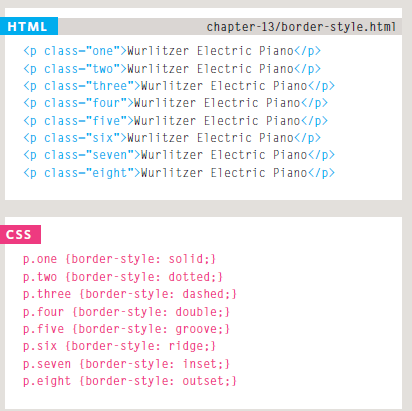 HTML
chapter-13/border-style.html
<p class="one">Wurlitzer Electric Piano</p>
<p class="two">Wurlitzer Electric Piano</p>
<p class="three">Wurlitzer Electric Piano</p>
<p class="four">Wurlitzer Electric Piano</p>
<p class="five">Wurlitzer Electric Piano</p>
<p class="six">Wurlitzer Electric Piano</p>
<p class="seven">Wurlitzer Electric Piano</p>
<p class="eight">Wurlitzer Electric Piano</p>
CSS
p.one {border-style: solid;}
p.two {border-style: dotted;}
p.three {border-style: dashed;}
p.four {border-style: double;}
p.five {border-style: groove;}
p.six {border-style: ridge;}
p.seven {border-style: inset;}
p.eight {border-style: outset;}